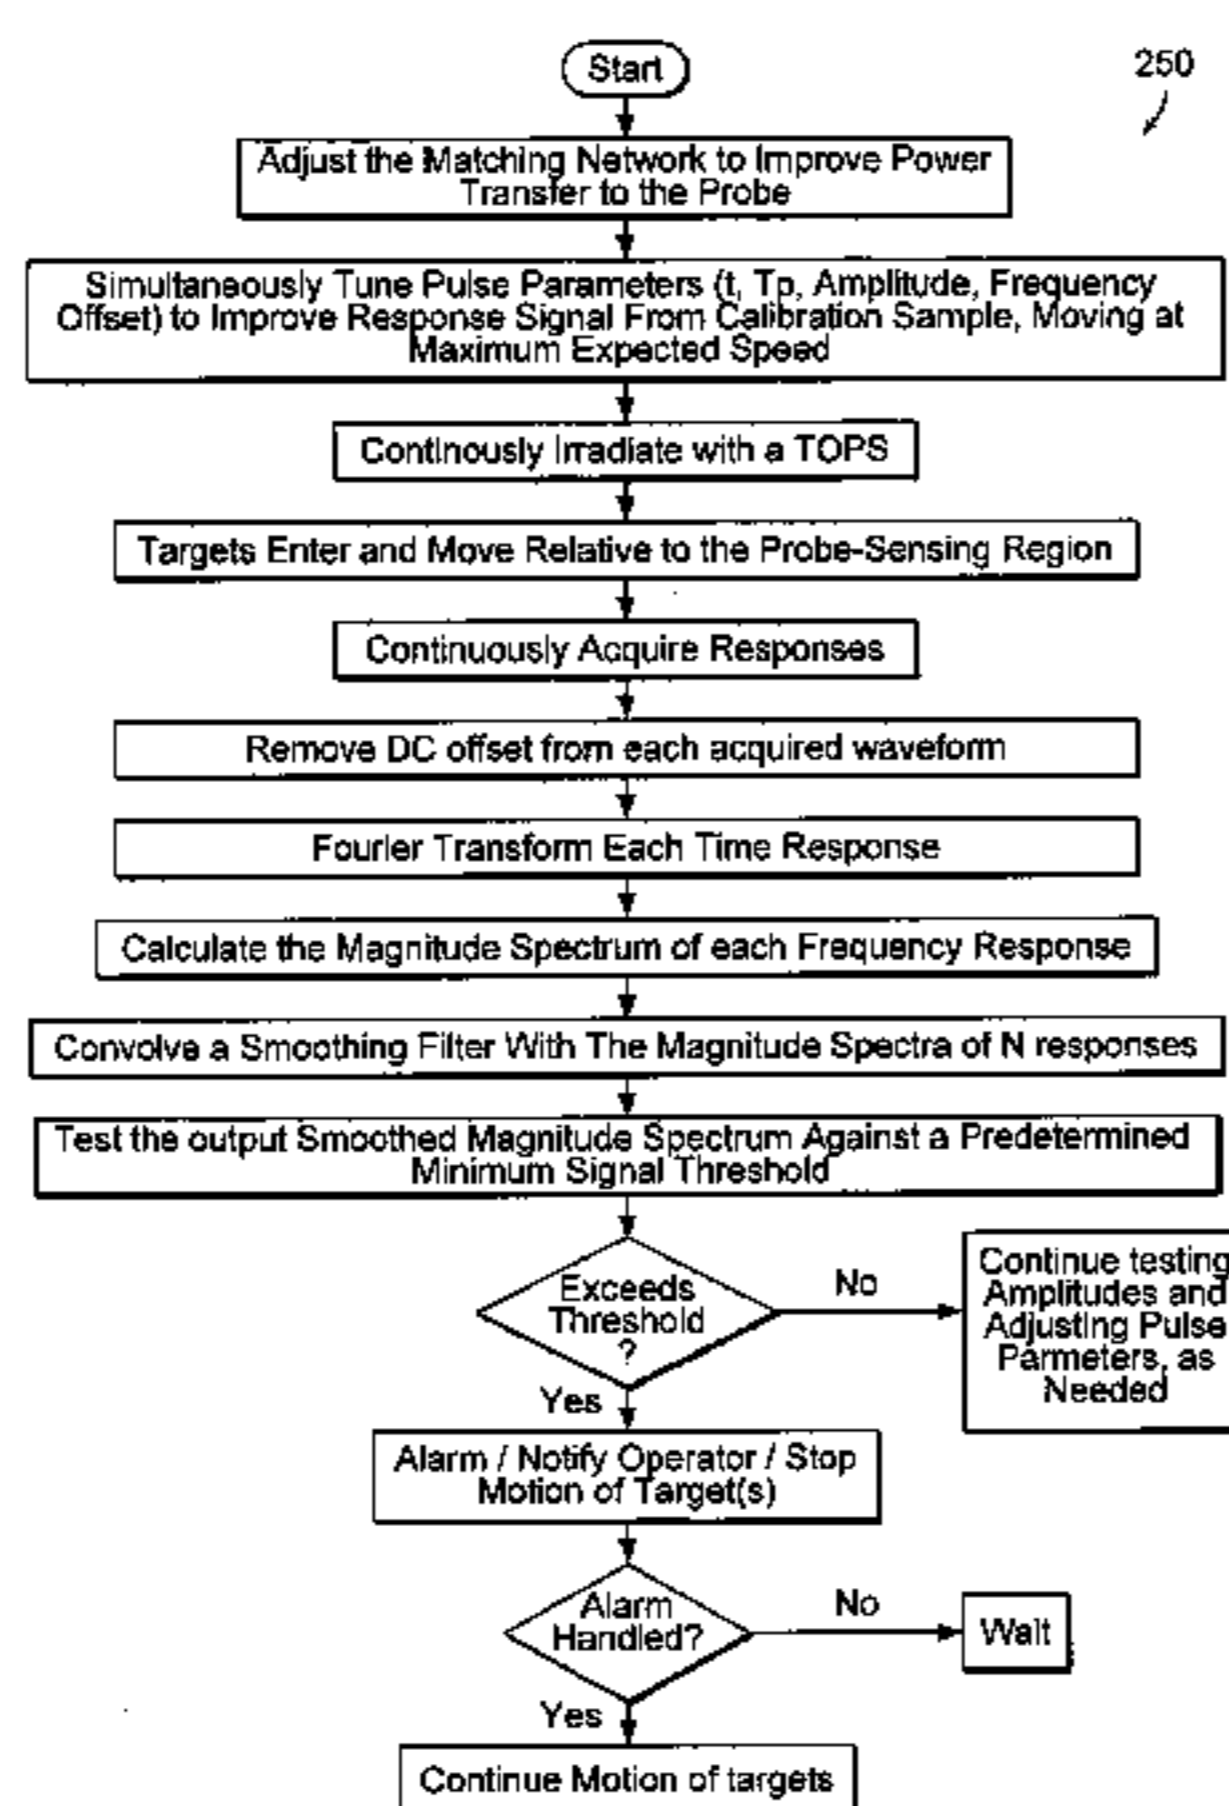 Start
250
Adjust the Matching Network to Improve Power
Transfer to the Probe
Simultaneously Tune Pulse Parameters (t, Tp, Amplitude, Frequency
Offset) to Improve Response Signal From Calibration Sample, Moving at
Maximum Expected Speed
Continously Irradiate with a TOPS
Targets Enter and Move Relative to the Probe-Sensing Region
Continuously Acquire Responses
Remove DC offset from each acquired waveform
Fourier Transform Each Time Response
Calculate the Magnitude Spectrum of each Frequency Response
Convolve a Smoothing Filter With The Magnitude Spectra of N responses
Test the output Smoothed Magnitude Spectrum Against a Predetermined
Minimum Signal Threshold
Exceeds
Threshold
?
No
Continue testing
Amplitudes and
Adjusting Pulse
Parmeters, as
Needed
Yes
Alarm / Notify Operator / Stop
Motion of Target(s)
Alarm
Handled?
No
Wait
Yes
Continue Motion of targets